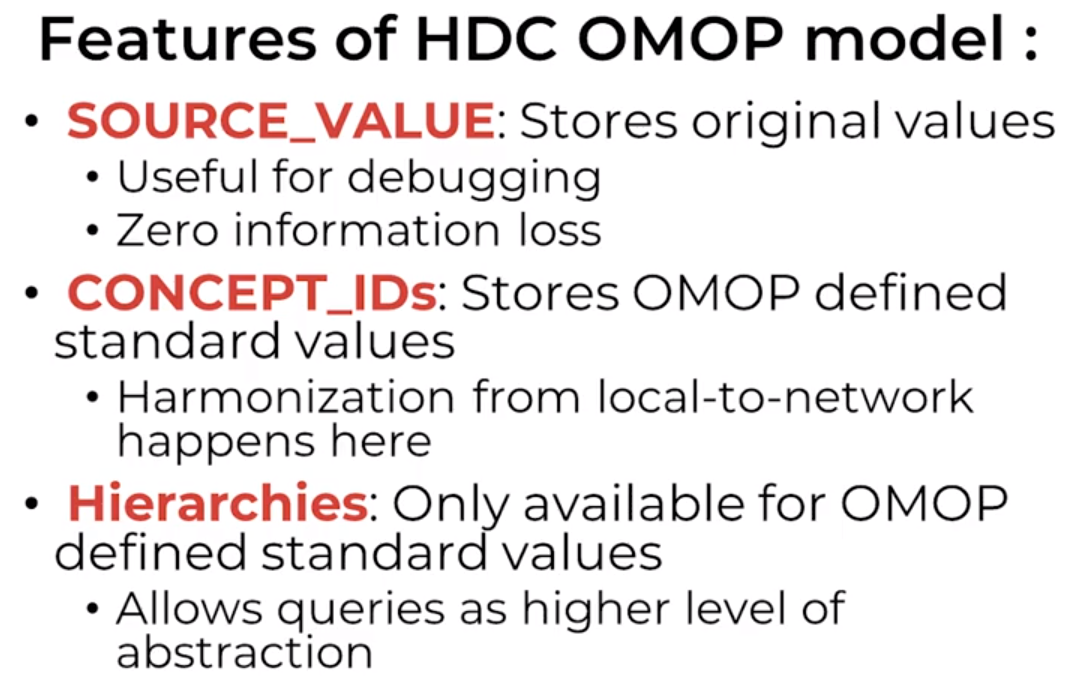 Features of HDC OMOP model :
• SOURCE_VALUE: Stores original values
• Useful for debugging
• Zero information loss
• CONCEPT_IDs: Stores OMOP defined
standard values
• Harmonization from local-to-network
happens here
• Hierarchies: Only available for OMOP
defined standard values
• Allows queries as higher level of
abstraction